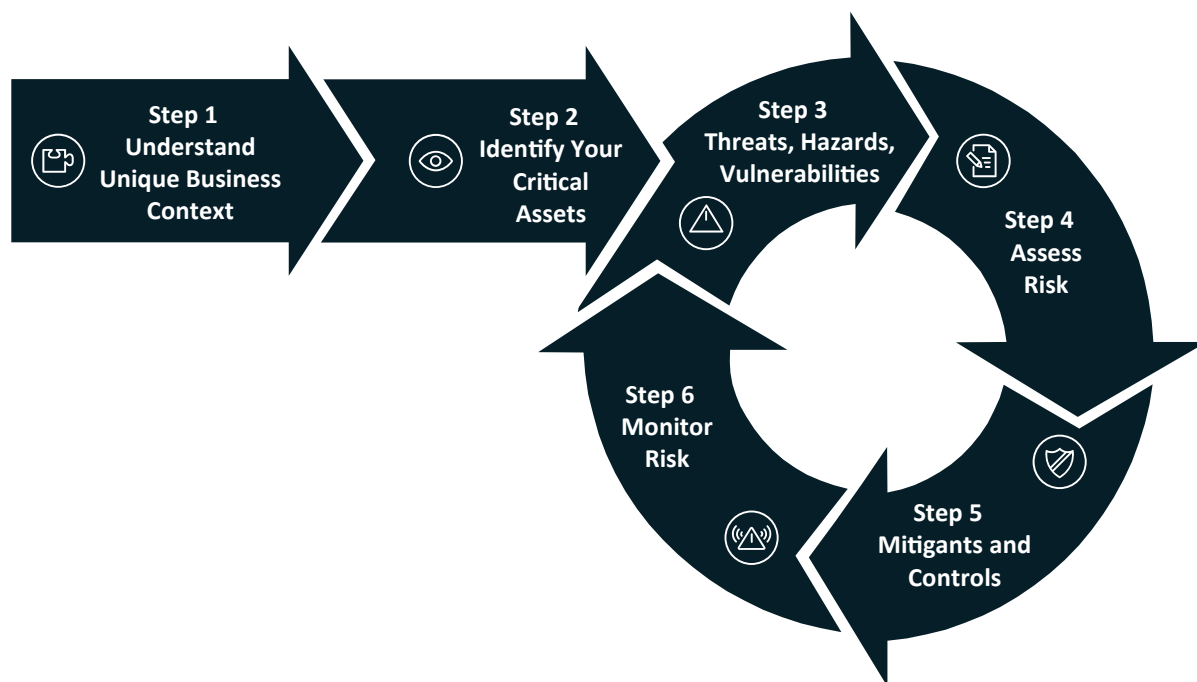 Step 1
Understand
Unique Business
Context
Step 2
Identify Your
Critical
Assets
Step 3
Threats, Hazards,
Vulnerabilities
Step 4
Assess
Risk
Step 5
Mitigants and
Controls
Step 6
Monitor
Risk